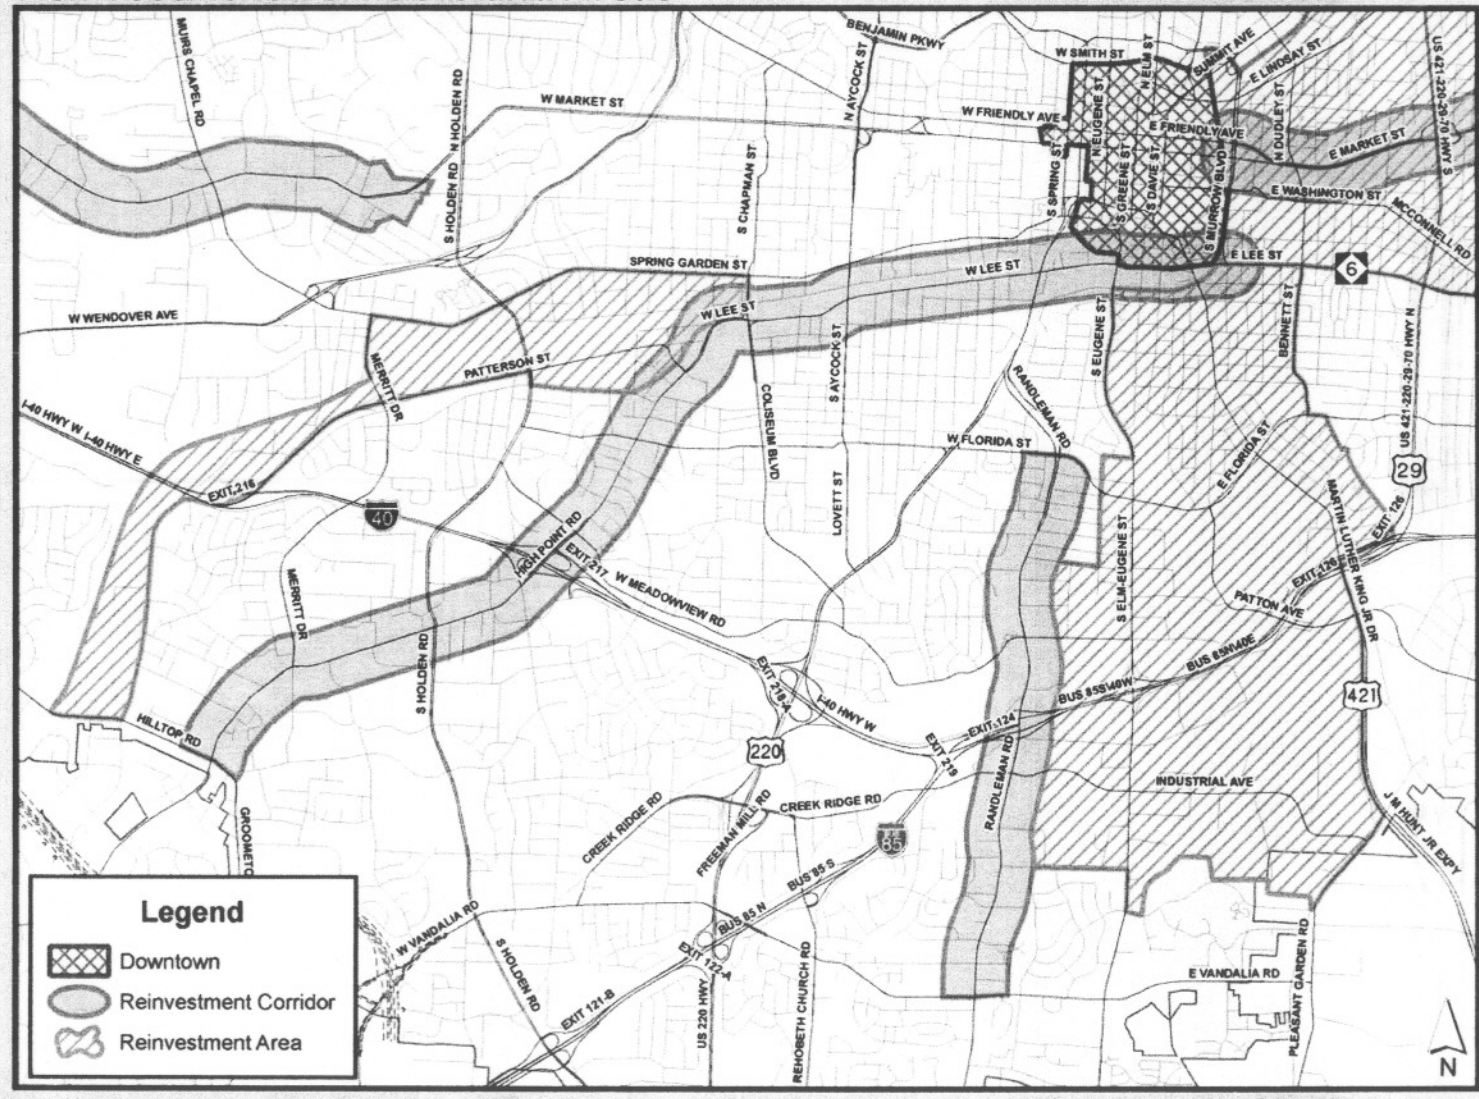 BENJAMIN PKWY
W SMITH ST
N ELM ST
SUMMIT AVE
E LINDSAY ST
US 421-220-29-70 HWY S
MUIRS CHAPEL RD
N HOLDEN RD
W MARKET ST
N AYCOCK ST
W FRIENDLY AVE
N EUGENE ST
E FRIENDLY AVE
N DUDLEY ST
E MARKET ST
S HOLDEN RD
S CHAPMAN ST
S SPRING ST
S GREENE ST
S DAVIE ST
S MURROW BLVD
E WASHINGTON ST
MCCONNELL RD
SPRING GARDEN ST
W LEE ST
E LEE ST
6
W WENDOVER AVE
W LEE ST
S AYCOCK ST
S EUGENE ST
BENNETT ST
US 421-220-29-70 HWY N
PATTERSON ST
MERRITT DR
COLISEUM BLVD
RANDLEMAN RD
I-40 HWY W I-40 HWY E
W FLORIDA ST
E FLORIDA ST
29
EXIT 216
40
LOVETT ST
MARTIN LUTHER KING JR DR
EXIT 126
HIGH POINT RD
EXIT 217
W MEADOWVIEW RD
S ELM-EUGENE ST
EXIT 126
PATTON AVE
MERRITT DR
S HOLDEN RD
EXIT 218-A
I-40 HWY W
BUS 85S\40W
BUS 85N\40E
421
HILLTOP RD
220
EXIT 124
EXIT 219
RANDLEMAN RD
INDUSTRIAL AVE
GROOMETO
CREEK RIDGE RD
FREEMAN MILL RD
CREEK RIDGE RD
85
J M HUNT JR EXPY
BUS 85 S
BUS 85 N
W VANDALIA RD
S HOLDEN RD
EXIT 122-A
EXIT 121-B
US 220 HWY
REHOBETH CHURCH RD
E VANDALIA RD
PLEASANT GARDEN RD
Legend
Downtown
Reinvestment Corridor
Reinvestment Area
N